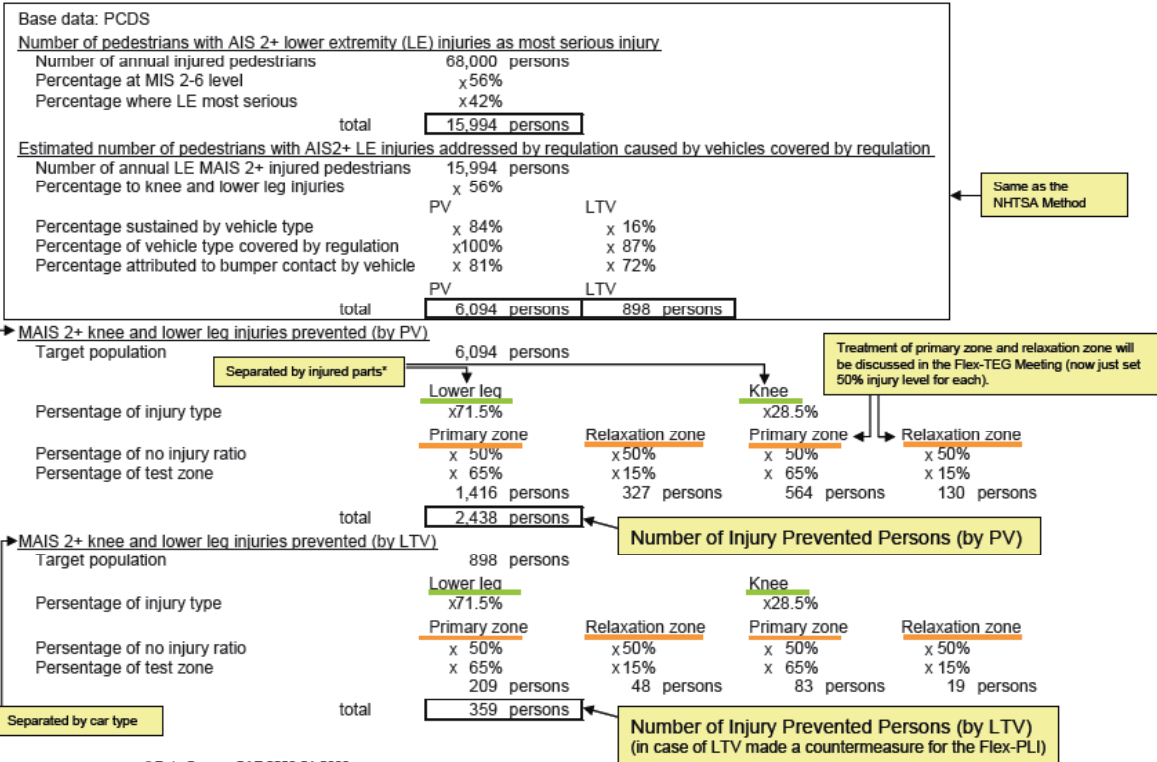 Base data: PCDS
Number of pedestrians with AIS 2+ lower extremity (LE) injuries as most serious injury
Number of annual injured pedestrians 68,000 persons
Percentage at MIS 2-6 level x56%
Percentage where LE most serious x42%
total 15,994 persons
Estimated number of pedestrians with AIS2+ LE injuries addressed by regulation caused by vehicles covered by regulation
Number of annual LE MAIS 2+ injured pedestrians 15,994 persons
Percentage to knee and lower leg injuries x 56%
Same as the
NHTSA Method
PV LTV
Percentage sustained by vehicle type x 84% x 16%
Percentage of vehicle type covered by regulation x100% x 87%
Percentage attributed to bumper contact by vehicle x 81% x 72%
PV LTV
total 6,094 persons 898 persons
MAIS 2+ knee and lower leg injuries prevented (by PV)
Target population 6,094 persons
Separated by injured parts*
Treatment of primary zone and relaxation zone will
be discussed in the Flex-TEG Meeting (now just set
50% injury level for each).
Lower leg Knee
Persentage of injury type x71.5% x28.5%
Primary zone Relaxation zone Primary zone Relaxation zone
Persentage of no injury ratio x 50% x 50% x 50% x 50%
Persentage of test zone x 65% x 15% x 65% x 15%
1,416 persons 327 persons 564 persons 130 persons
total 2,438 persons
Number of Injury Prevented Persons (by PV)
MAIS 2+ knee and lower leg injuries prevented (by LTV)
Target population 898 persons
Lower leg Knee
Persentage of injury type x71.5% x28.5%
Primary zone Relaxation zone Primary zone Relaxation zone
Persentage of no injury ratio x 50% x 50% x 50% x 50%
Persentage of test zone x 65% x 15% x 65% x 15%
209 persons 48 persons 83 persons 19 persons
Separated by car type
total 359 persons
Number of Injury Prevented Persons (by LTV)
(in case of LTV made a countermeasure for the Flex-PLI)